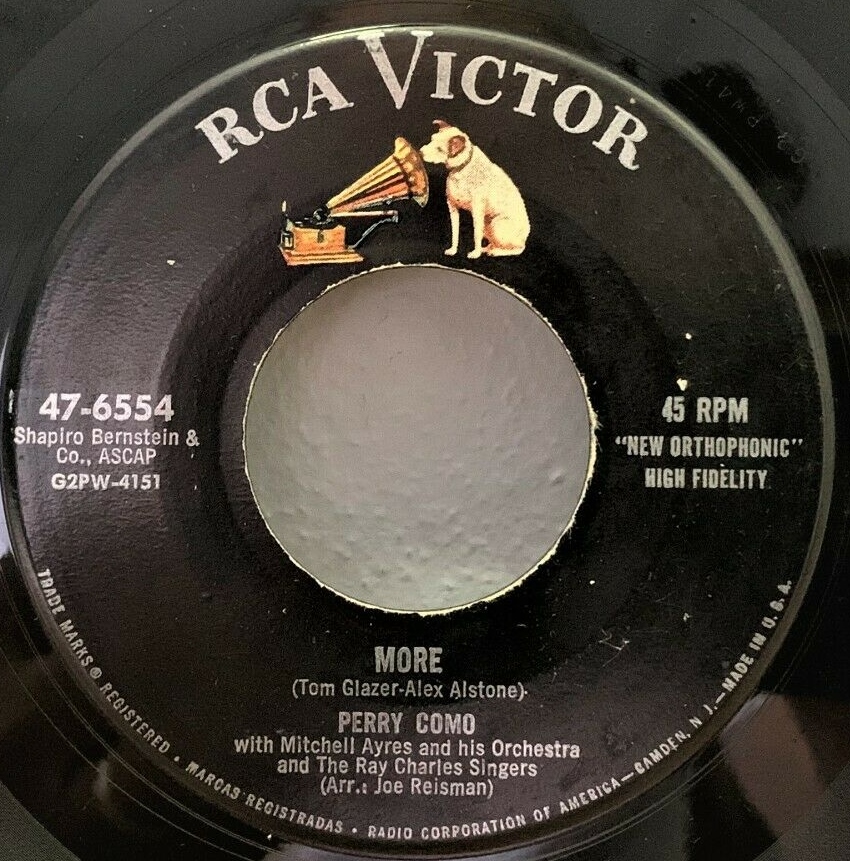 RCA VICTOR
47-6554
Shapiro Bernstein &
Co., ASCAP
G2PW-4151
45 RPM
"NEW ORTHOPHONIC"
HIGH FIDELITY
MORE
(Tom Glazer-Alex Alstone)
PERRY COMO
with Mitchell Ayres and his Orchestra
and The Ray Charles Singers
(Arr.: Joe Reisman)
TRADE MARKS ® REGISTERED • MARCAS REGISTRADAS • RADIO CORPORATION OF AMERICA—CAMDEN, N. J.—MADE IN U.S.A.